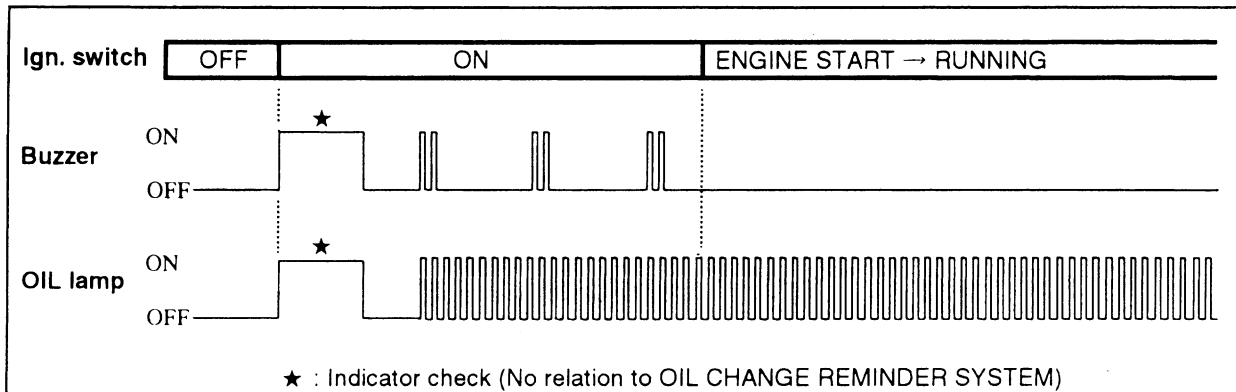 Ign. switch OFF ON ENGINE START → RUNNING
★
ON
Buzzer
OFF
★
ON
OIL lamp
OFF
★ : Indicator check (No relation to OIL CHANGE REMINDER SYSTEM)